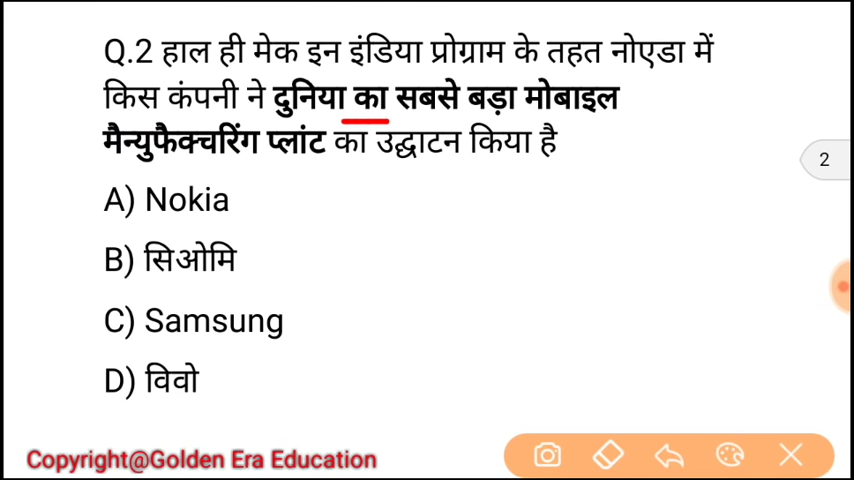 Q.2 हाल ही मेक इन इंडिया प्रोग्राम के तहत नोएडा में
किस कंपनी ने दुनिया का सबसे बड़ा मोबाइल
मैन्युफैक्चरिंग प्लांट का उद्घाटन किया है
2
A) Nokia
B) सिओमि
C) Samsung
D) विवो
Copyright@Golden Era Education